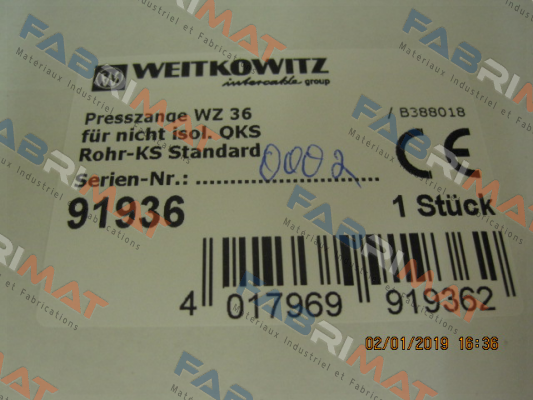 WEITKOWITZ
intercable group
Presszange WZ 36
für nicht isol. QKS
Rohr-KS Standard
/ B388018
CE
Serien-Nr.: ........0002........
91936
1 Stück
4 017969 919362
02/01/2019 16:36
FABRIMAT
Materiaux Industriel et Fabrications